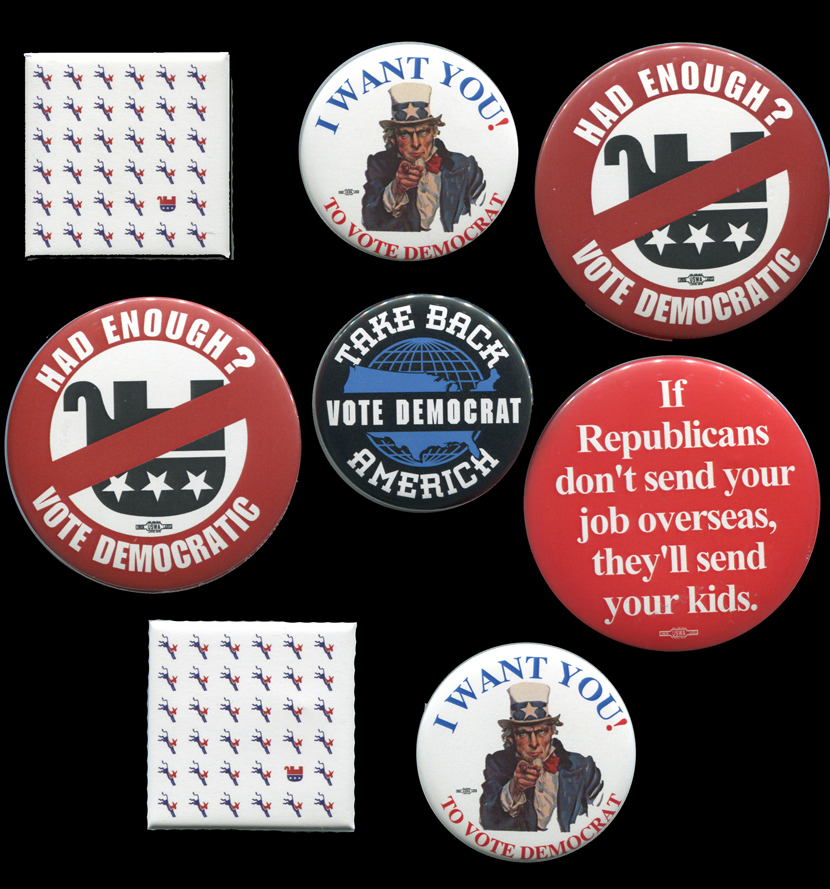 I WANT YOU!
TO VOTE DEMOCRAT
HAD ENOUGH?
VOTE DEMOCRATIC
HAD ENOUGH?
VOTE DEMOCRATIC
TAKE BACK
VOTE DEMOCRAT
AMERICA
If
Republicans
don't send your
job overseas,
they'll send
your kids.
I WANT YOU!
TO VOTE DEMOCRAT